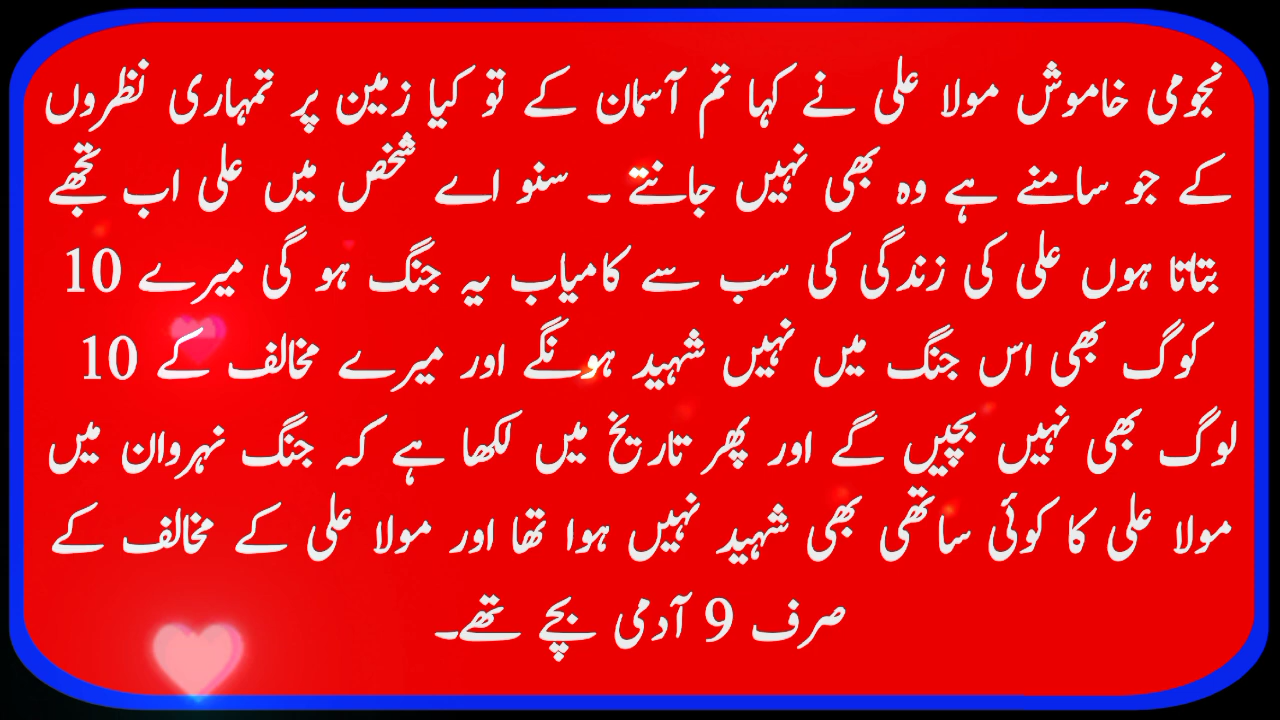 نجومی خاموش مولا علی نے کہا تم آسمان کے تو کیا زمین پر تمہاری نظروں
کے جو سامنے ہے وہ بھی نہیں جانتے ۔ سنو اے شخص میں علی اب تجھے
بتاتا ہوں علی کی زندگی کی سب سے کامیاب یہ جنگ ہو گی میرے 10
کوگ بھی اس جنگ میں نہیں شہید ہونگے اور میرے مخالف کے 10
لوگ بھی نہیں بچیں گے اور پھر تاریخ میں لکھا ہے کہ جنگ نہروان میں
مولا علی کا کوئی ساتھی بھی شہید نہیں ہوا تھا اور مولا علی کے مخالف کے
صرف 9 آدمی بچے تھے۔